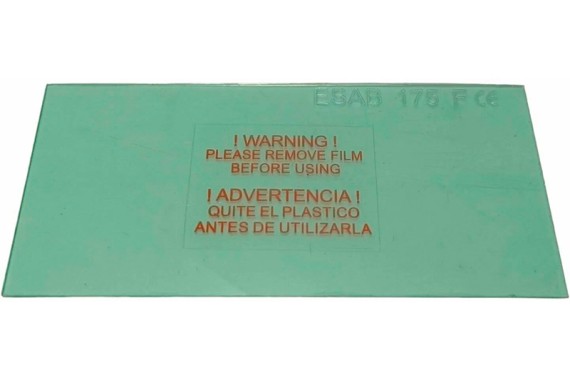 ESAB 175 F CE
! WARNING !
PLEASE REMOVE FILM
BEFORE USING
! ADVERTENCIA !
QUITE EL PLASTICO
ANTES DE UTILIZARLA